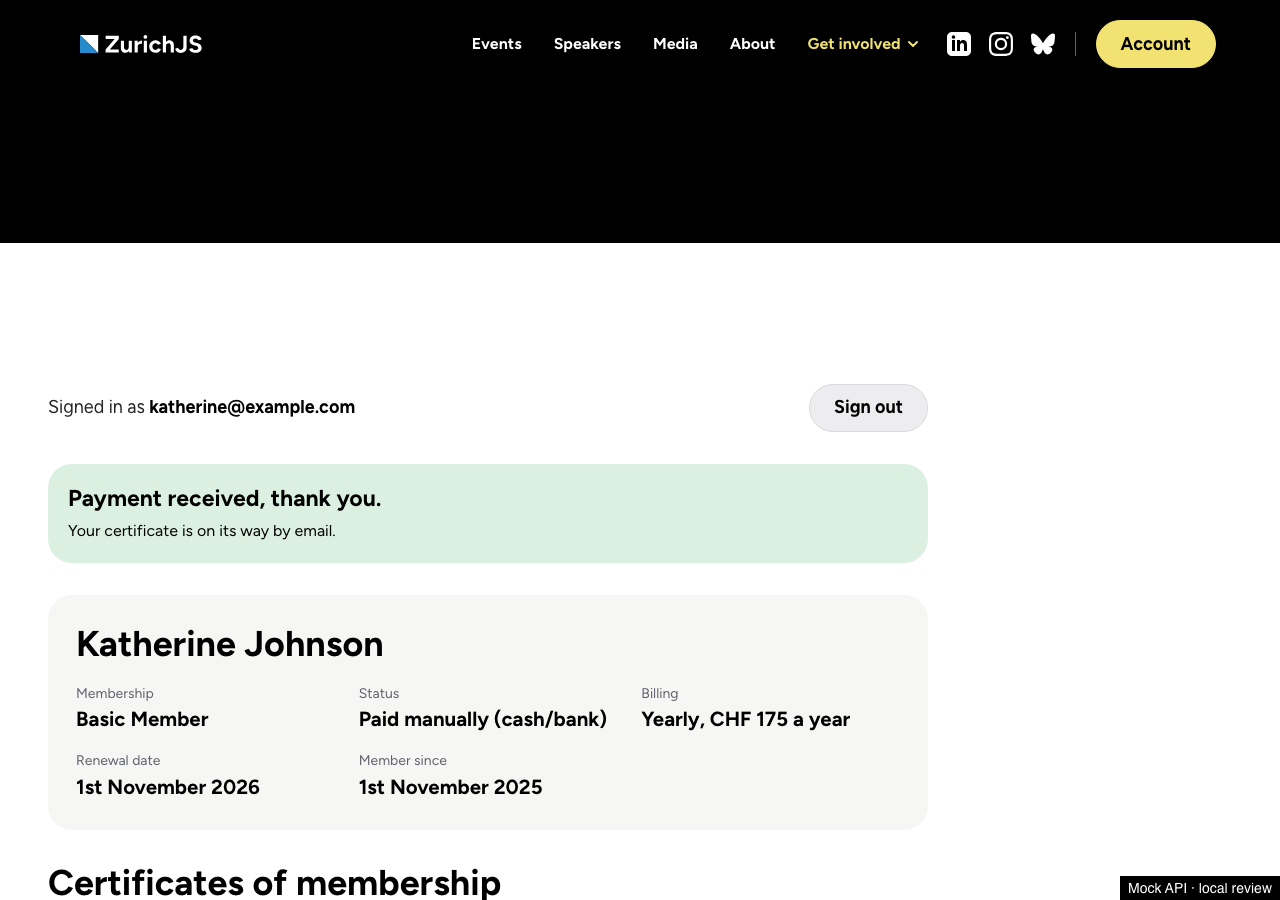 ZurichJS
Events Speakers Media About Get involved Account
Signed in as katherine@example.com Sign out
Payment received, thank you.
Your certificate is on its way by email.
Katherine Johnson
Membership Status Billing
Basic Member Paid manually (cash/bank) Yearly, CHF 175 a year
Renewal date Member since
1st November 2026 1st November 2025
Certificates of membership
Mock API · local review